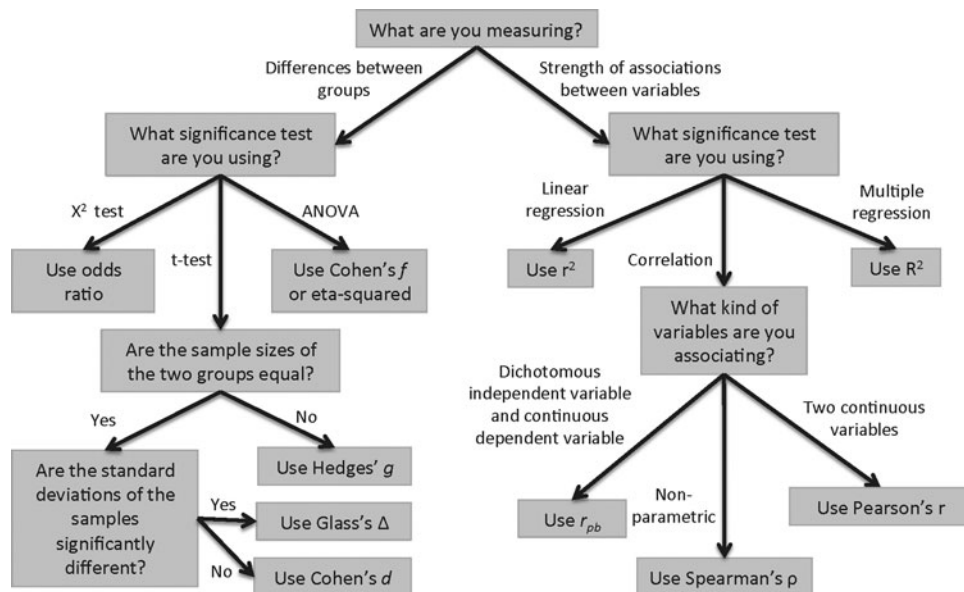 What are you measuring?
Differences between
groups
Strength of associations
between variables
What significance test
are you using?
What significance test
are you using?
X² test
t-test
ANOVA
Linear
regression
Correlation
Multiple
regression
Use odds
ratio
Use Cohen's f
or eta-squared
Use r²
Use R²
Are the sample sizes of
the two groups equal?
What kind of
variables are you
associating?
Yes
No
Dichotomous
independent variable
and continuous
dependent variable
Non-
parametric
Two continuous
variables
Are the standard
deviations of the
samples
significantly
different?
Use Hedges' g
Yes
Use Glass's Δ
No
Use Cohen's d
Use r_pb
Use Spearman's ρ
Use Pearson's r